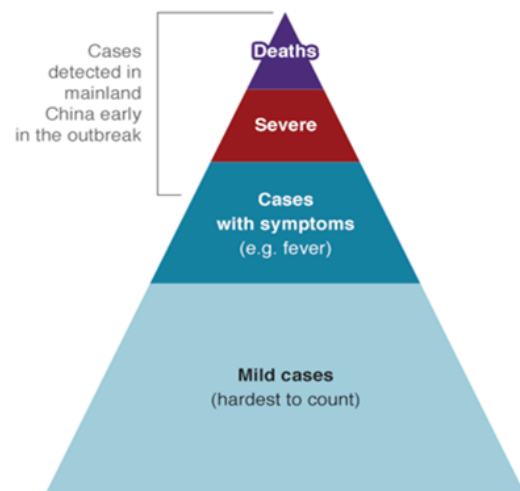 Cases
detected in
mainland
China early
in the outbreak
Deaths
Severe
Cases
with symptoms
(e.g. fever)
Mild cases
(hardest to count)